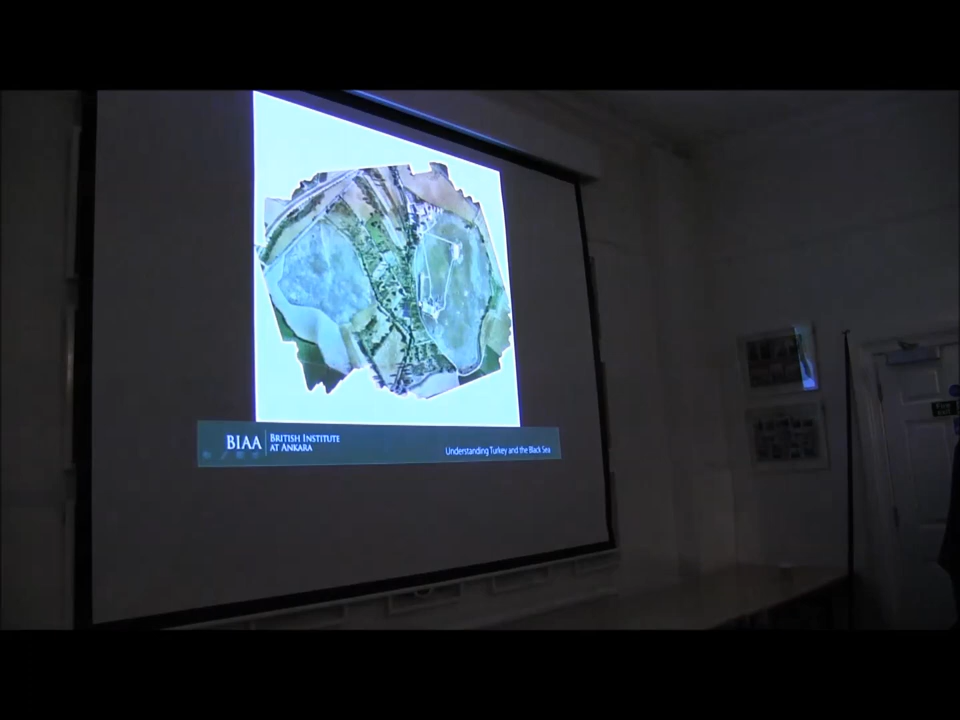 BIAA
BRITISH INSTITUTE
AT ANKARA
Understanding Turkey and the Black Sea